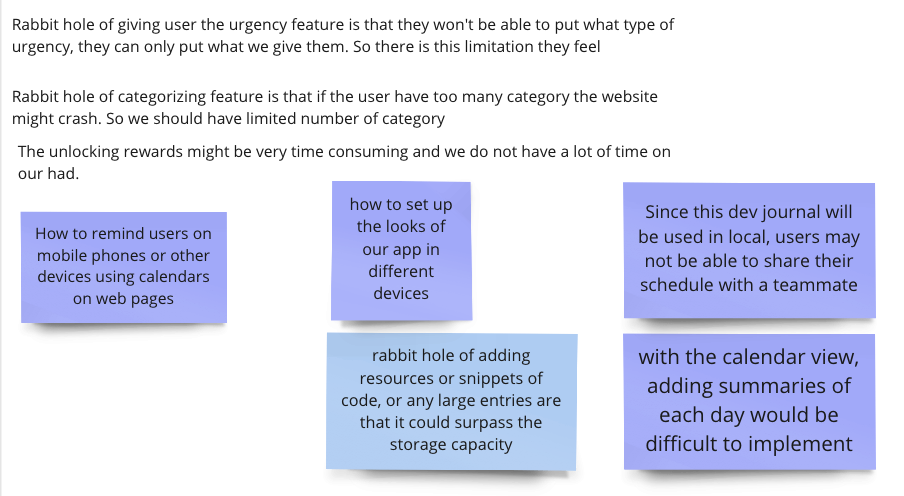 Rabbit hole of giving user the urgency feature is that they won't be able to put what type of
urgency, they can only put what we give them. So there is this limitation they feel
Rabbit hole of categorizing feature is that if the user have too many category the website
might crash. So we should have limited number of category
The unlocking rewards might be very time consuming and we do not have a lot of time on
our had.
How to remind users on
mobile phones or other
devices using calendars
on web pages
how to set up
the looks of
our app in
different
devices
Since this dev journal will
be used in local, users may
not be able to share their
schedule with a teammate
rabbit hole of adding
resources or snippets of
code, or any large entries are
that it could surpass the
storage capacity
with the calendar view,
adding summaries of
each day would be
difficult to implement